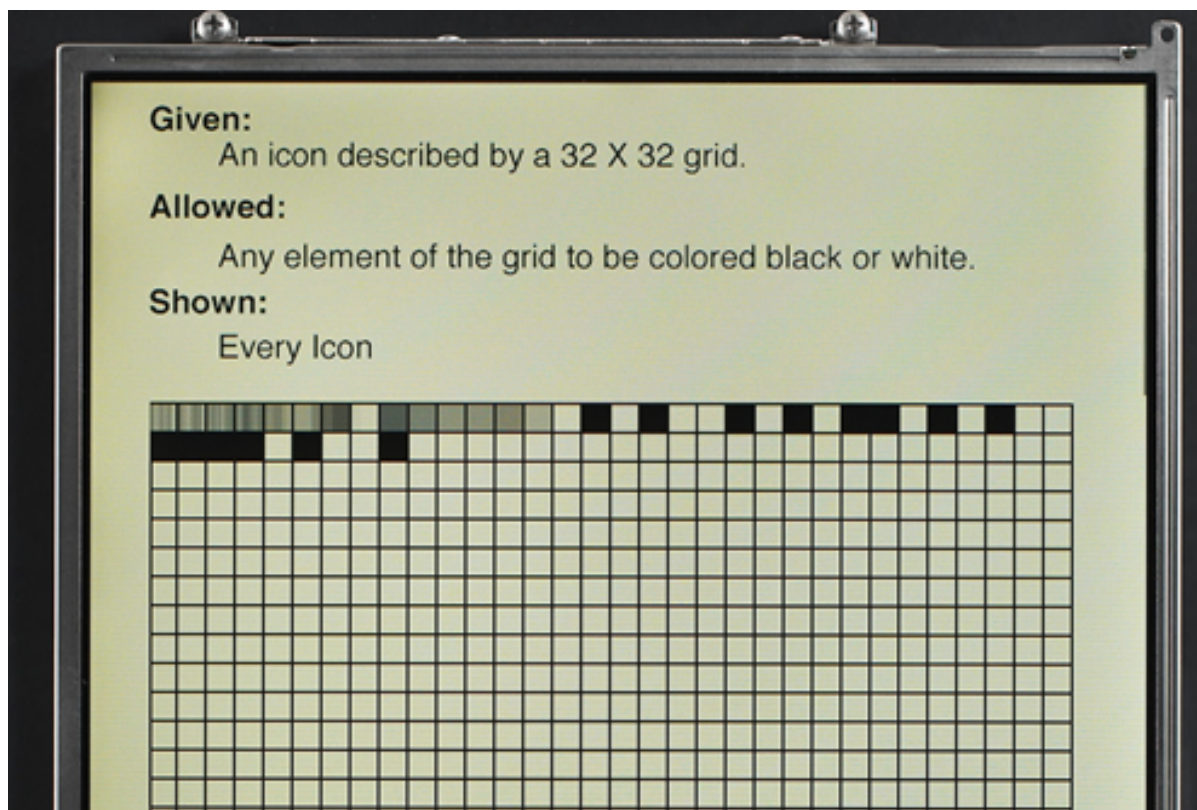 Given:
An icon described by a 32 X 32 grid.
Allowed:
Any element of the grid to be colored black or white.
Shown:
Every Icon